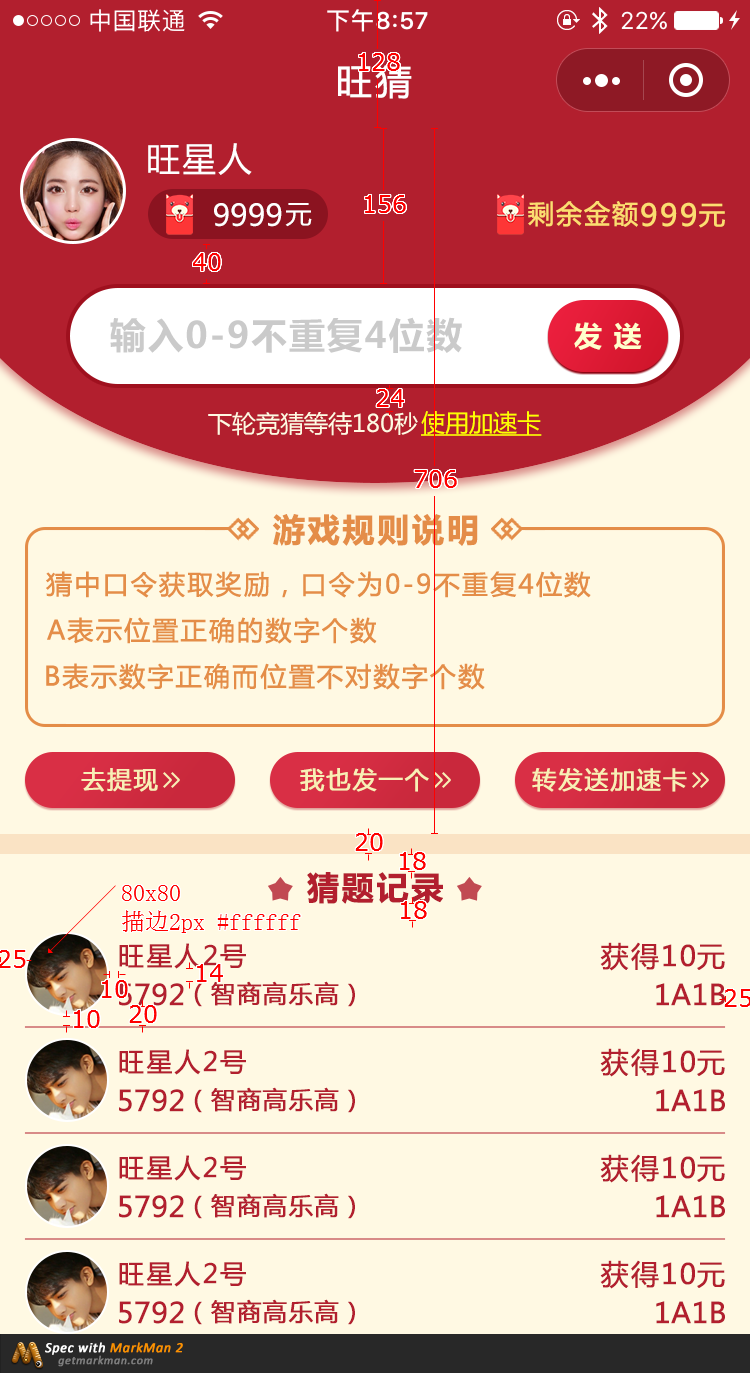 中国联通 下午8:57 22%
128
旺猜
旺星人
156
9999元 剩余金额999元
40
输入0-9不重复4位数 发 送
24
下轮竞猜等待180秒 使用加速卡
706
游戏规则说明
猜中口令获取奖励，口令为0-9不重复4位数
A表示位置正确的数字个数
B表示数字正确而位置不对数字个数
去提现 我也发一个 转发送加速卡
20
18
猜题记录
80x80
18
描边2px #ffffff
旺星人2号 获得10元
25
14
10
5792（智商高乐高） 1A1B
25
10
20
旺星人2号 获得10元
5792（智商高乐高） 1A1B
旺星人2号 获得10元
5792（智商高乐高） 1A1B
旺星人2号 获得10元
5792（智商高乐高） 1A1B
Spec with MarkMan 2
getmarkman.com